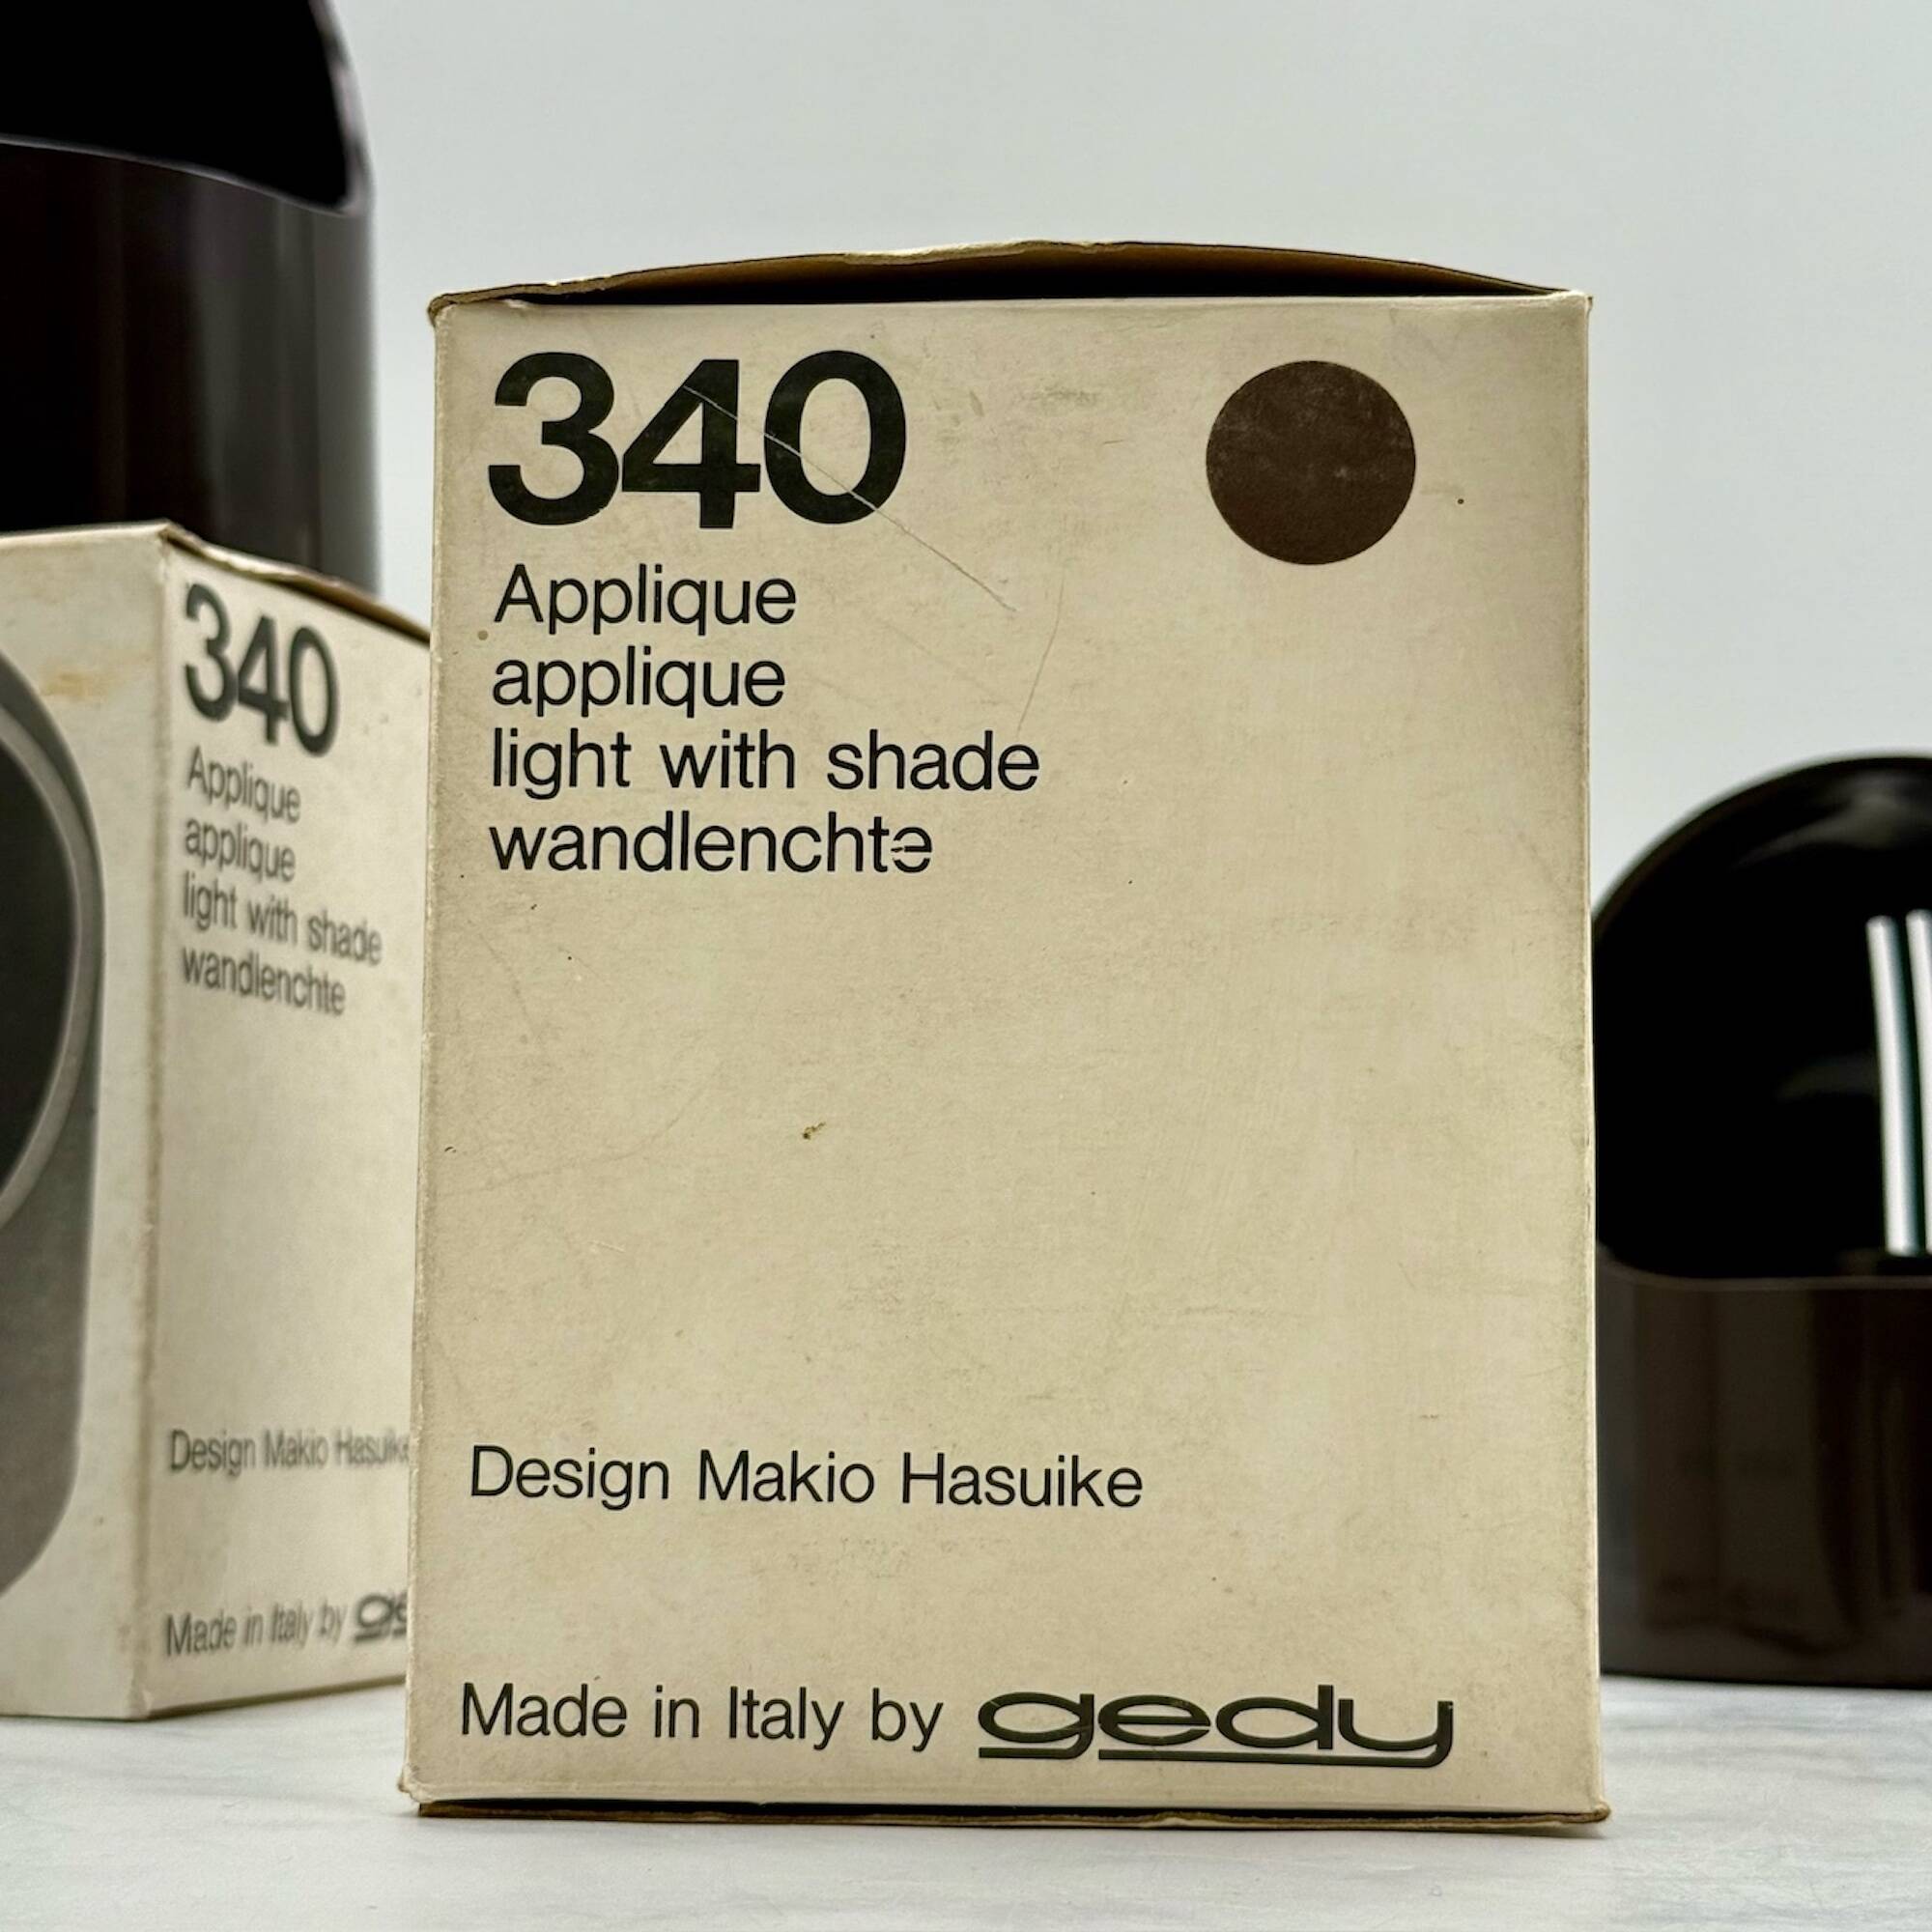 340
Applique
applique
light with shade
wandlenchte
Design Makio Hasuike
Made in Italy by gedy
340
Applique
applique
light with shade
wandlenchte
Design Makio Hasuike
Made in Italy by